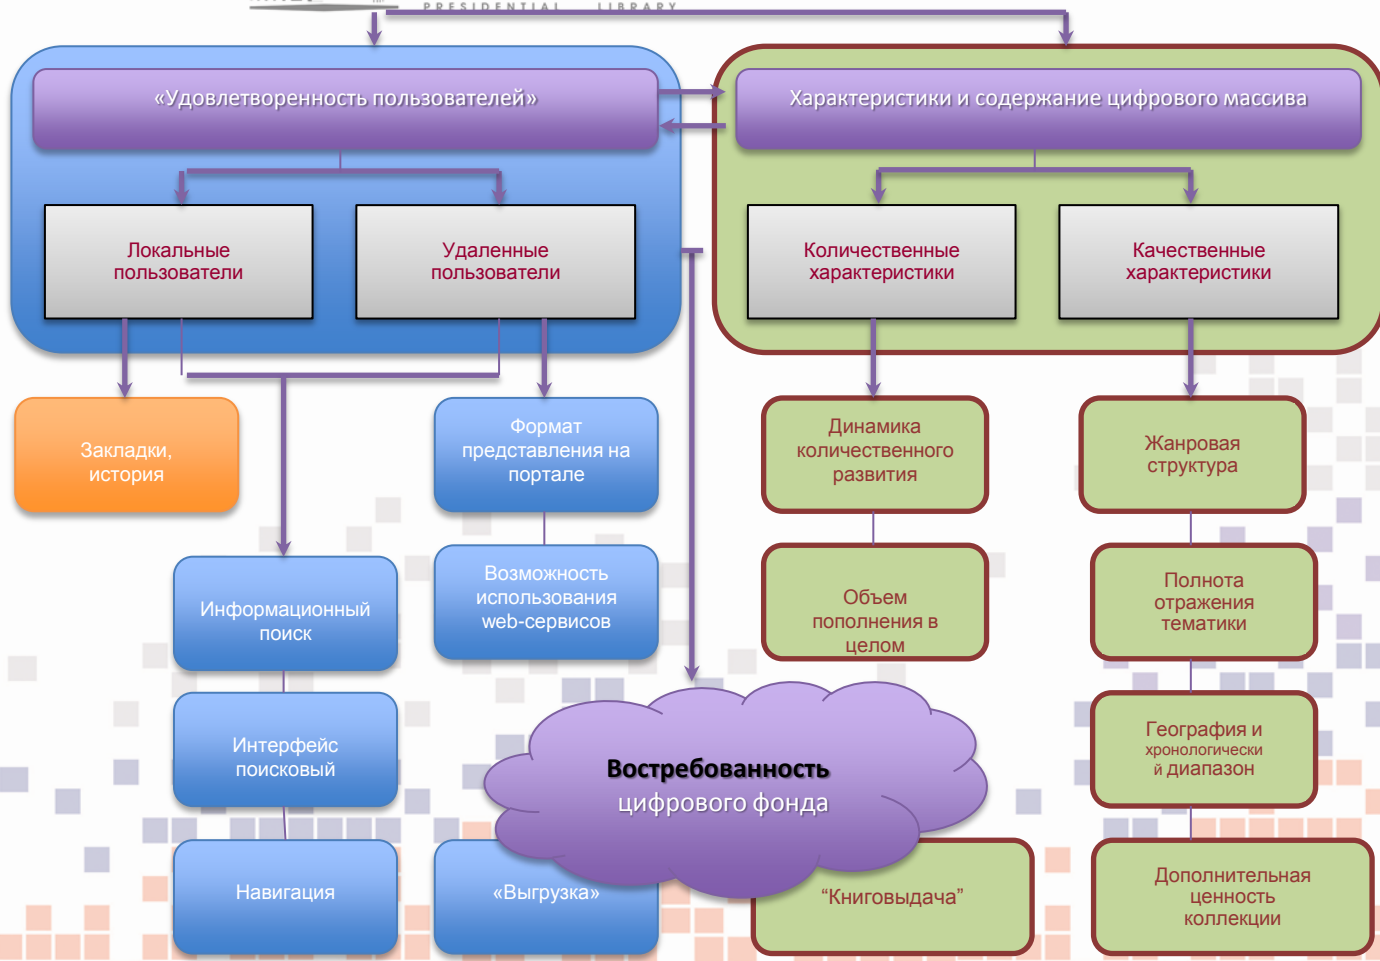 PRESIDENTIAL LIBRARY
«Удовлетворенность пользователей»
Характеристики и содержание цифрового массива
Локальные
пользователи
Удаленные
пользователи
Количественные
характеристики
Качественные
характеристики
Закладки,
история
Формат
представления на
портале
Динамика
количественного
развития
Жанровая
структура
Информационный
поиск
Возможность
использования
web-сервисов
Объем
пополнения в
целом
Полнота
отражения
тематики
Интерфейс
поисковый
Востребованность
цифрового фонда
География и
хронологически
й диапазон
Навигация
«Выгрузка»
“Книговыдача”
Дополнительная
ценность
коллекции